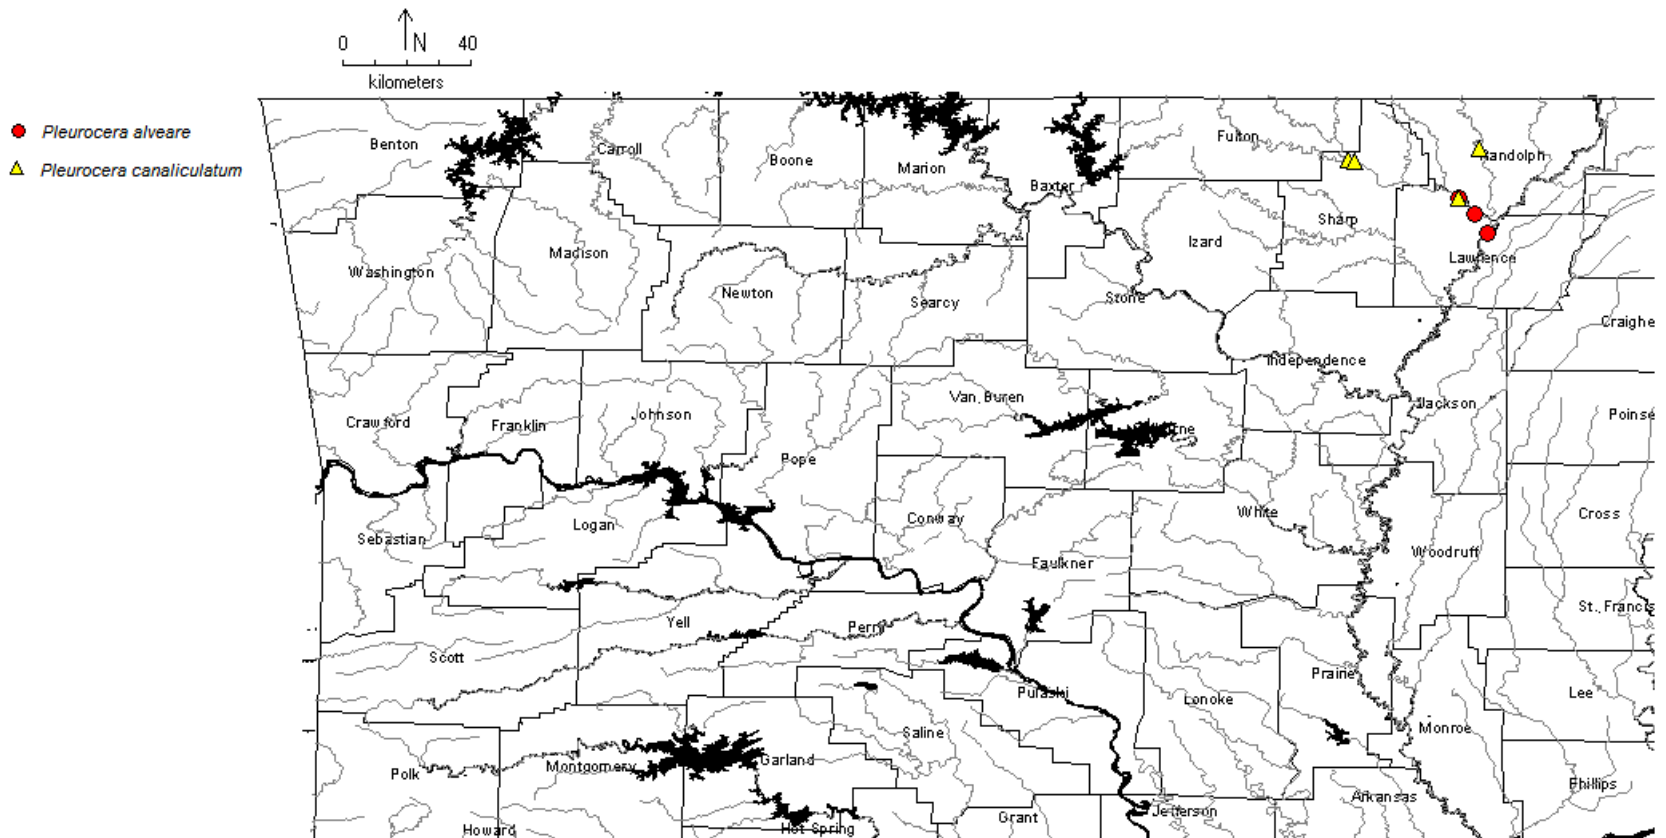 N
0 40
kilometers
Pleurocera alveare
Pleurocera canaliculatum
Benton
Carroll
Boone
Marion
Baxter
Fulton
Randolph
Sharp
Izard
Lawrence
Washington
Madison
Newton
Searcy
Stone
Independence
Craighe
Crawford
Franklin
Johnson
Pope
Van Buren
Jackson
Poinse
Logan
Sebastian
Conway
White
Cross
Faulkner
Woodruff
St. Francis
Scott
Yell
Perry
Pulaski
Lonoke
Prairie
Lee
Saline
Monroe
Polk
Montgomery
Garland
Phillips
Howard
Hot Spring
Grant
Jefferson
Arkansas